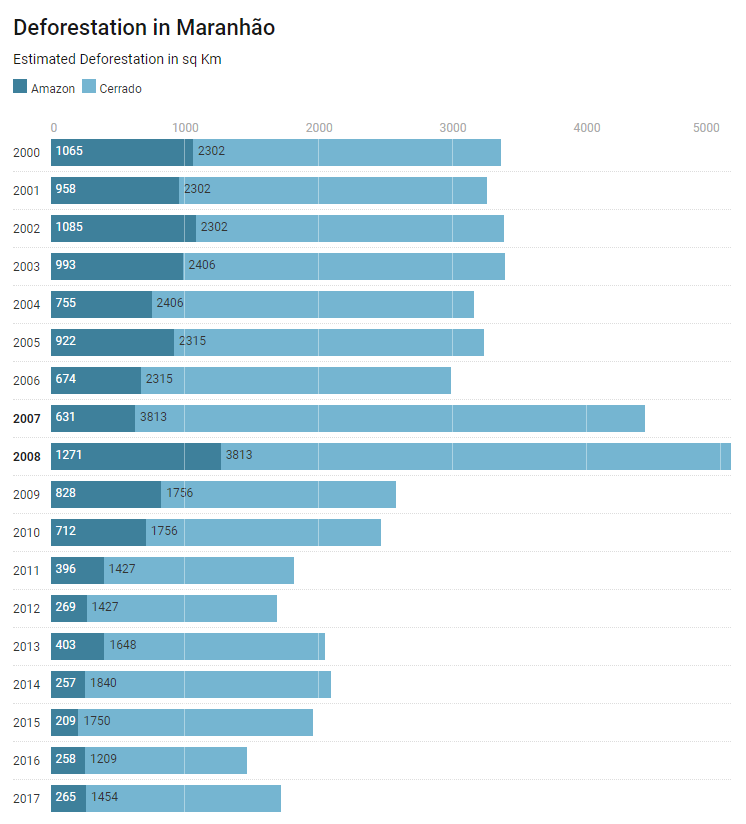 Deforestation in Maranhão
Estimated Deforestation in sq Km
Amazon Cerrado
0 1000 2000 3000 4000 5000
2000 1065 2302
2001 958 2302
2002 1085 2302
2003 993 2406
2004 755 2406
2005 922 2315
2006 674 2315
2007 631 3813
2008 1271 3813
2009 828 1756
2010 712 1756
2011 396 1427
2012 269 1427
2013 403 1648
2014 257 1840
2015 209 1750
2016 258 1209
2017 265 1454